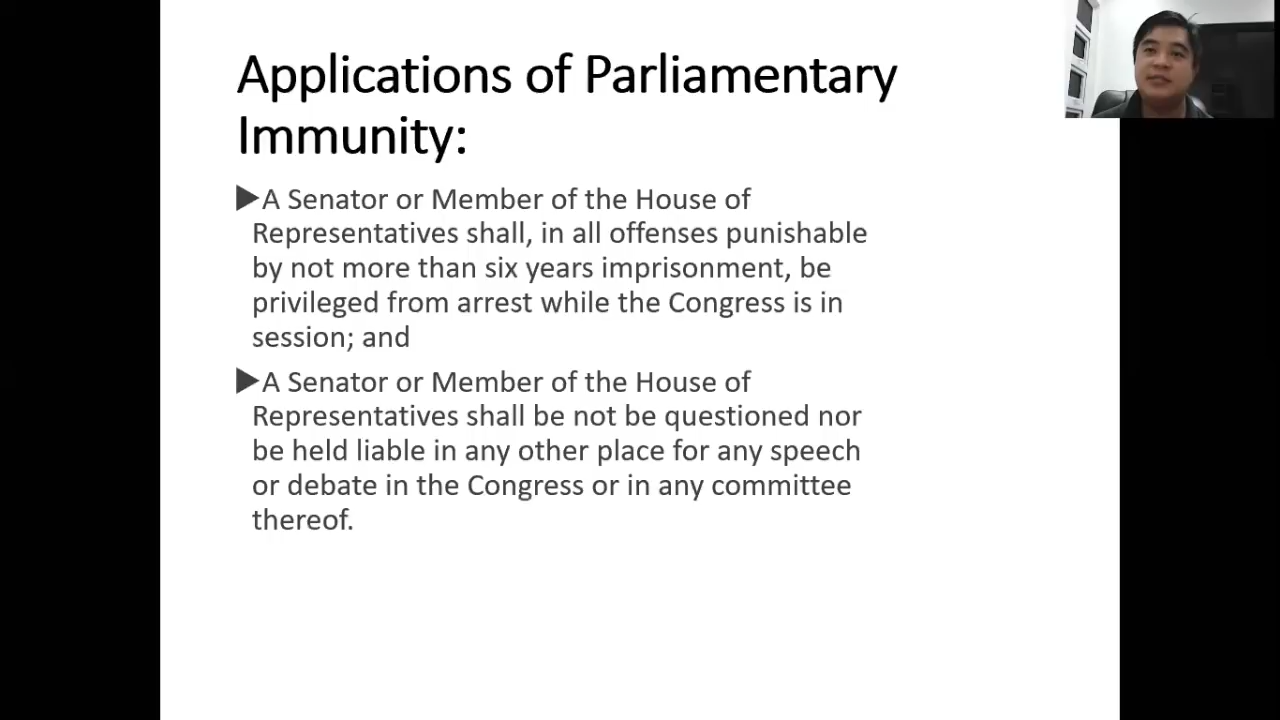 Applications of Parliamentary
Immunity:
▶A Senator or Member of the House of
Representatives shall, in all offenses punishable
by not more than six years imprisonment, be
privileged from arrest while the Congress is in
session; and
▶A Senator or Member of the House of
Representatives shall be not be questioned nor
be held liable in any other place for any speech
or debate in the Congress or in any committee
thereof.